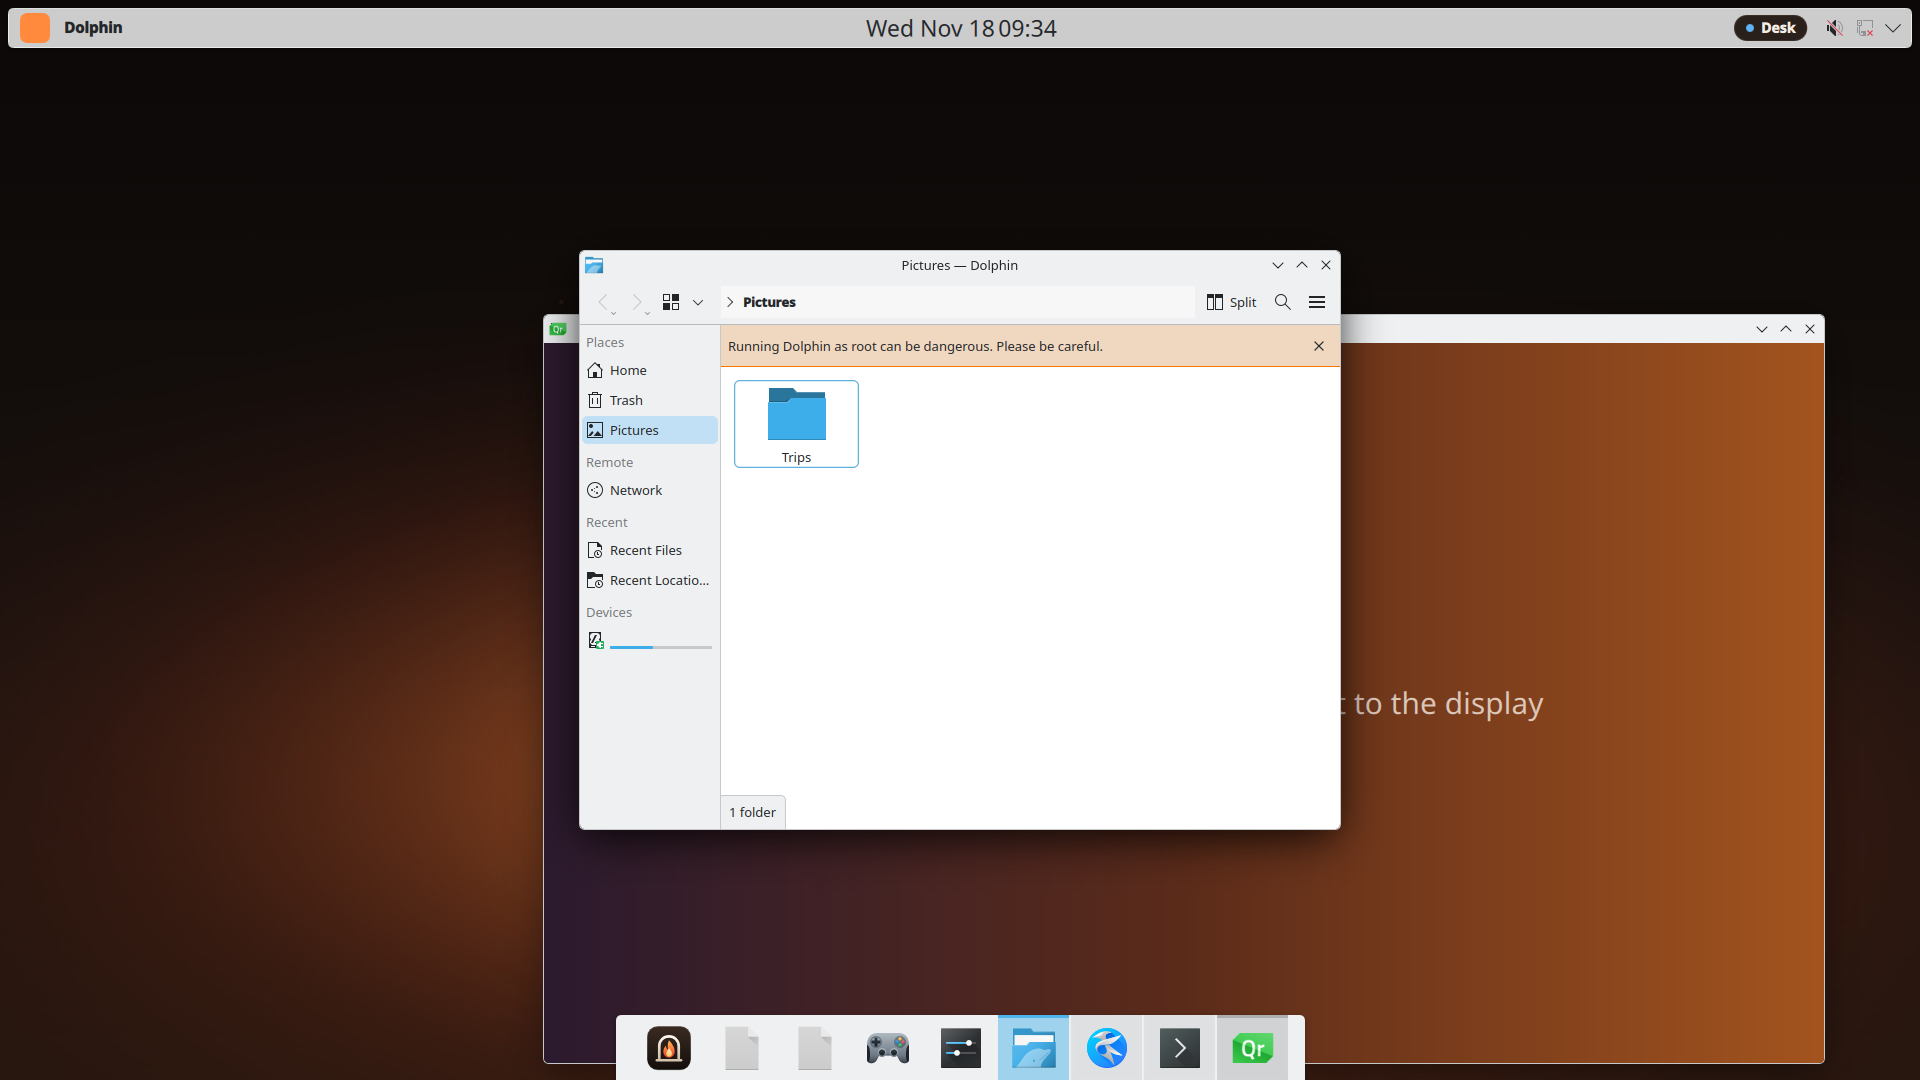 Dolphin
Wed Nov 18 09:34
Desk
Pictures — Dolphin
Pictures
Split
Places
Running Dolphin as root can be dangerous. Please be careful.
Home
Trash
Pictures
Trips
Remote
Network
Recent
Recent Files
Recent Locatio...
Devices
to the display
1 folder
Qr
Qr